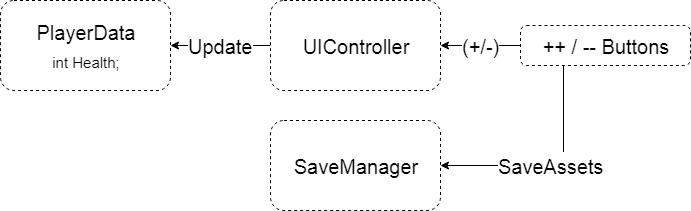 PlayerData
int Health;
Update
UIController
(+/-)
++ / -- Buttons
SaveManager
SaveAssets